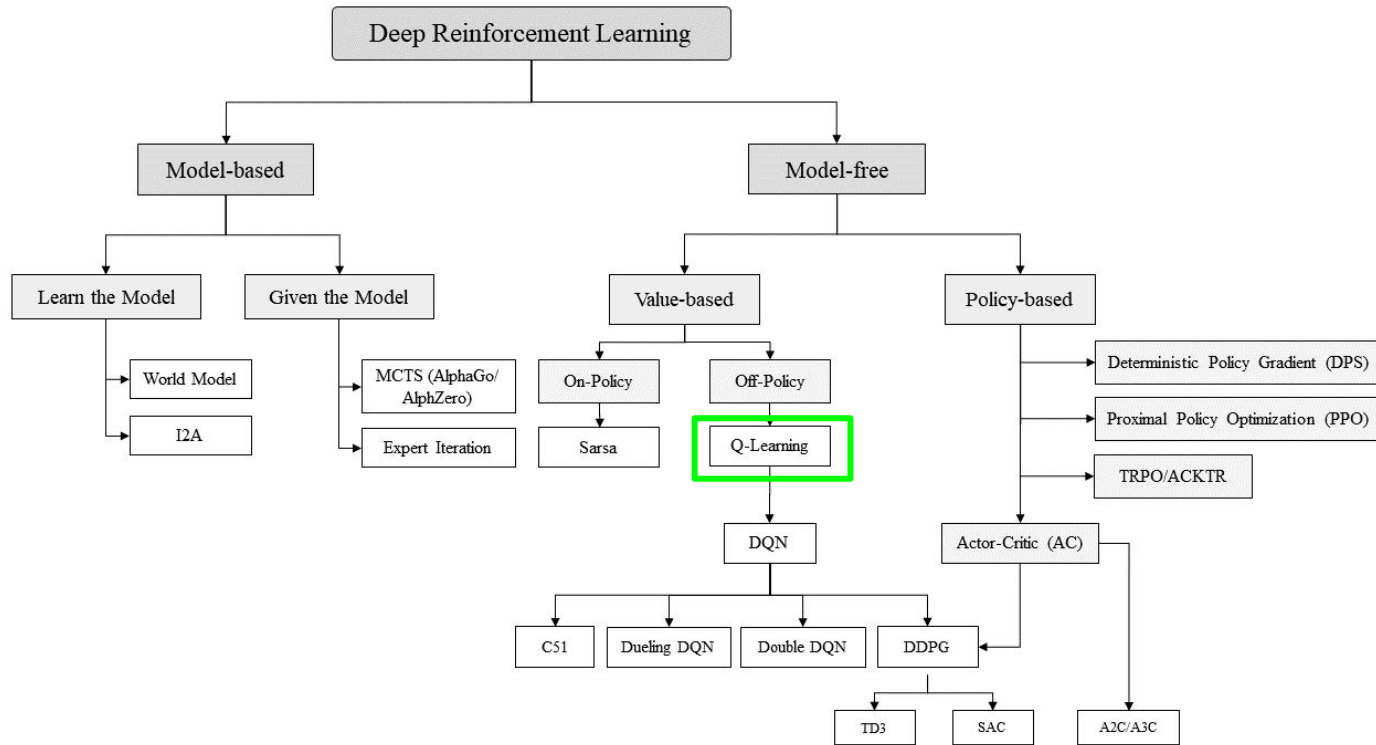 Deep Reinforcement Learning
Model-based
Model-free
Learn the Model
Given the Model
Value-based
Policy-based
World Model
I2A
MCTS (AlphaGo/
AlphZero)
Expert Iteration
On-Policy
Off-Policy
Sarsa
Q-Learning
Deterministic Policy Gradient (DPS)
Proximal Policy Optimization (PPO)
TRPO/ACKTR
DQN
Actor-Critic (AC)
C51
Dueling DQN
Double DQN
DDPG
TD3
SAC
A2C/A3C